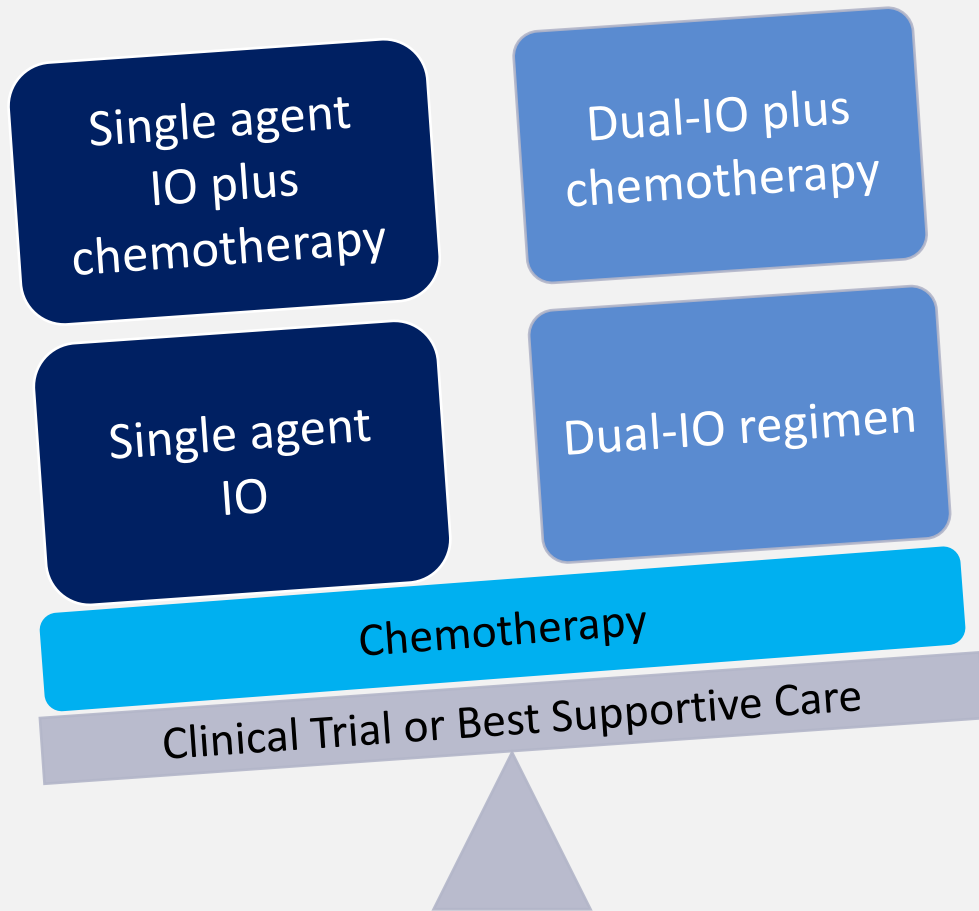 Single agent
IO plus
chemotherapy
Dual-IO plus
chemotherapy
Single agent
IO
Dual-IO regimen
Chemotherapy
Clinical Trial or Best Supportive Care